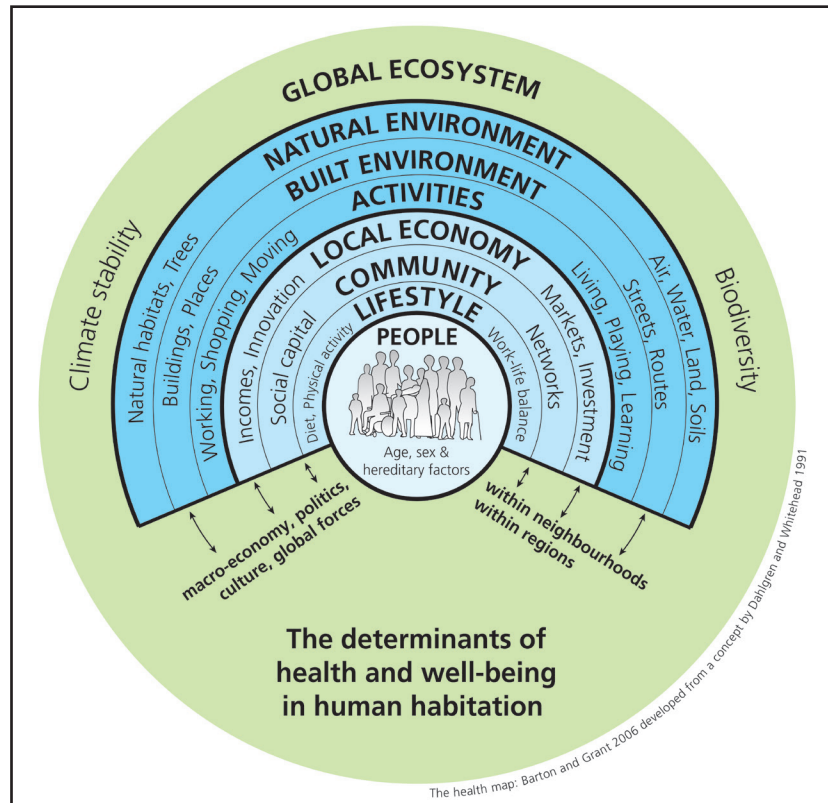 GLOBAL ECOSYSTEM
NATURAL ENVIRONMENT
BUILT ENVIRONMENT
ACTIVITIES
LOCAL ECONOMY
COMMUNITY
LIFESTYLE
PEOPLE
Age, sex &
hereditary factors
Climate stability
Natural habitats, Trees
Buildings, Places
Working, Shopping, Moving
Incomes, Innovation
Social capital
Diet, Physical activity
Work-life balance
Networks
Markets, Investment
Living, Playing, Learning
Streets, Routes
Air, Water, Land, Soils
Biodiversity
macro-economy, politics,
culture, global forces
within neighbourhoods
within regions
The determinants of
health and well-being
in human habitation
The health map: Barton and Grant 2006 developed from a concept by Dahlgren and Whitehead 1991